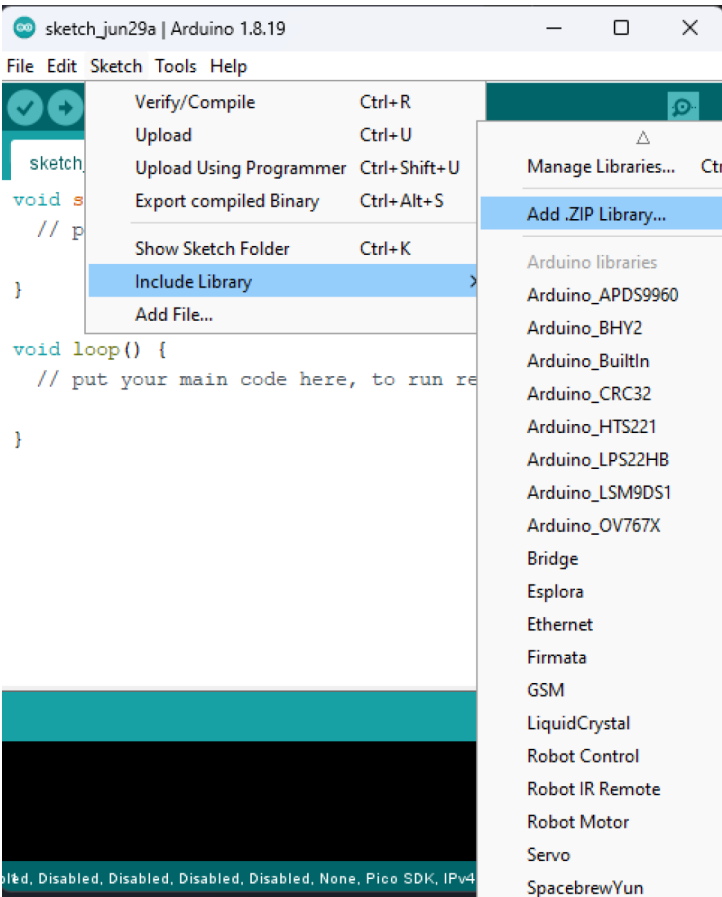 sketch_jun29a | Arduino 1.8.19
File Edit Sketch Tools Help
Verify/Compile Ctrl+R
Upload Ctrl+U
Upload Using Programmer Ctrl+Shift+U
Export compiled Binary Ctrl+Alt+S
Show Sketch Folder Ctrl+K
Include Library
Add File...
Manage Libraries... Ctr
Add .ZIP Library...
Arduino libraries
Arduino_APDS9960
Arduino_BHY2
Arduino_BuiltIn
Arduino_CRC32
Arduino_HTS221
Arduino_LPS22HB
Arduino_LSM9DS1
Arduino_OV767X
Bridge
Esplora
Ethernet
Firmata
GSM
LiquidCrystal
Robot Control
Robot IR Remote
Robot Motor
Servo
SpacebrewYun
sketch_
void s
// p
}
void loop() {
// put your main code here, to run re
}
Disabled, Disabled, Disabled, Disabled, None, Pico SDK, IPv4